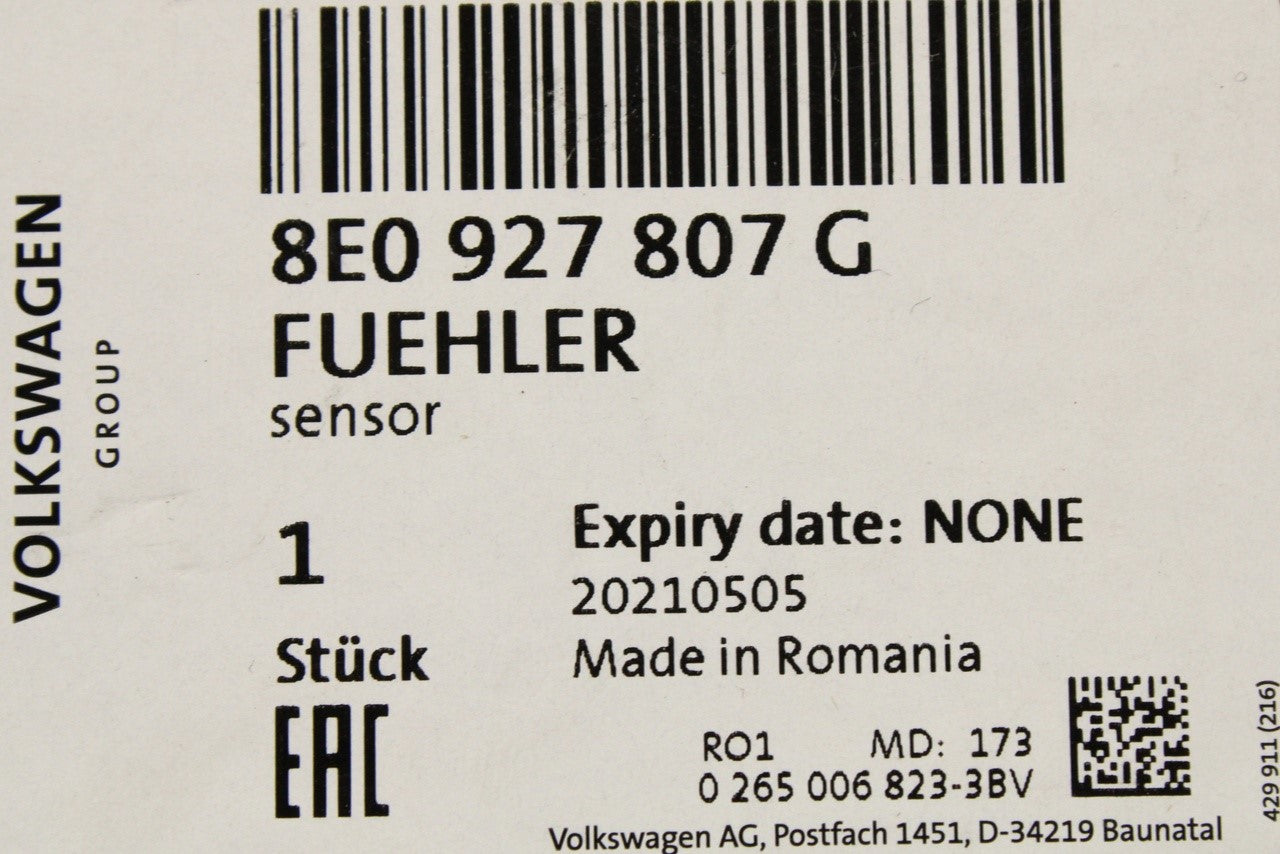 VOLKSWAGEN
GROUP
8E0 927 807 G
FUEHLER
sensor
1
Stück
EAC
Expiry date: NONE
20210505
Made in Romania
RO1 MD: 173
0 265 006 823-3BV
Volkswagen AG, Postfach 1451, D-34219 Baunatal
429 911 (216)